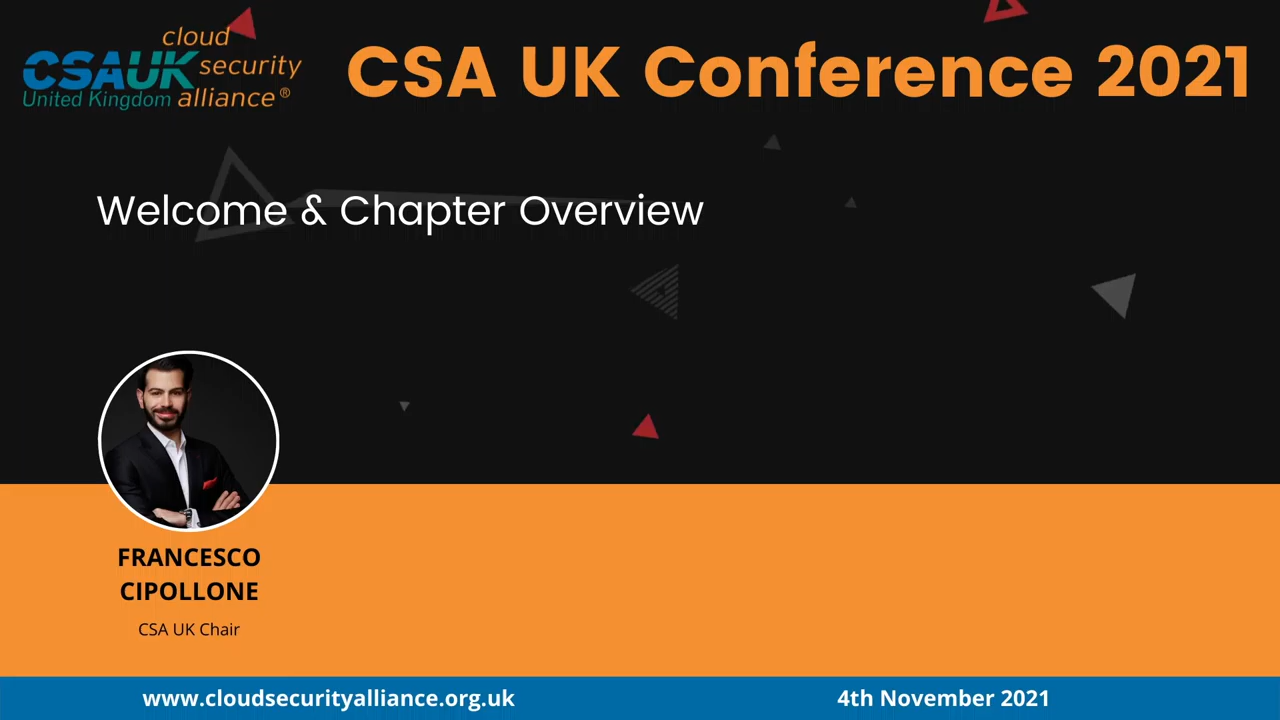 cloud
CSAUK security
United Kingdom alliance®
CSA UK Conference 2021
Welcome & Chapter Overview
FRANCESCO
CIPOLLONE
CSA UK Chair
www.cloudsecurityalliance.org.uk
4th November 2021